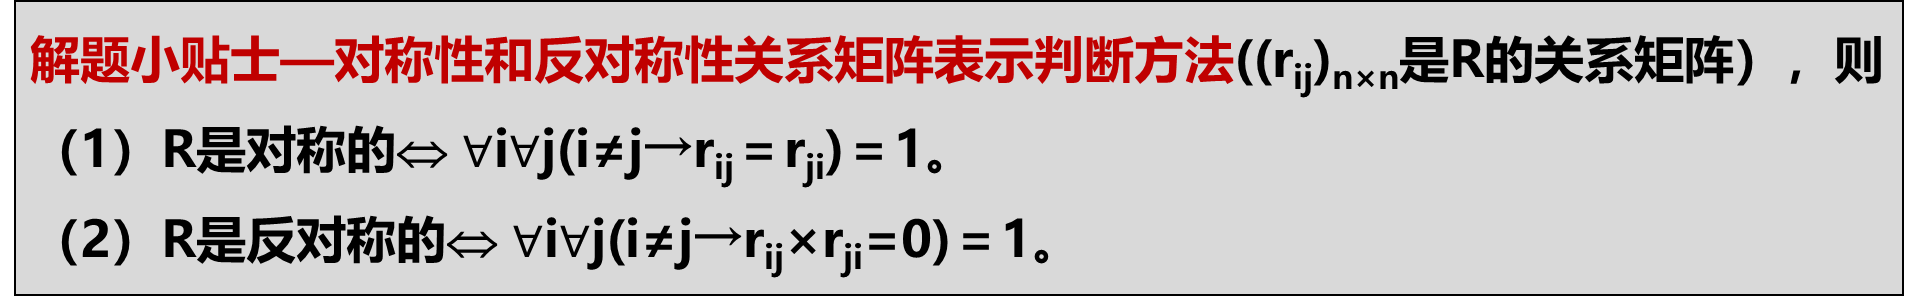 解题小贴士—对称性和反对称性关系矩阵表示判断方法((rij)n×n是R的关系矩阵），则
（1）R是对称的⇔ ∀i∀j(i≠j→rij = rji) = 1。
（2）R是反对称的⇔ ∀i∀j(i≠j→rij×rji=0) = 1。